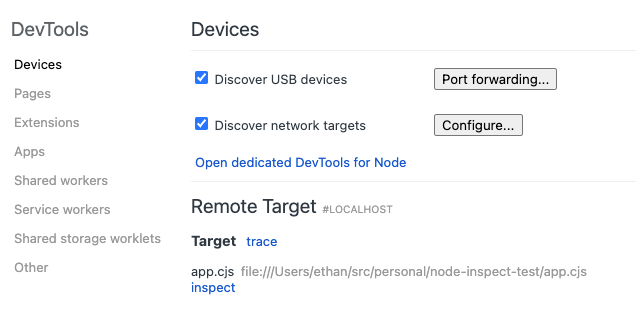 DevTools
Devices
Pages
Extensions
Apps
Shared workers
Service workers
Shared storage worklets
Other
Devices
Discover USB devices
Port forwarding...
Discover network targets
Configure...
Open dedicated DevTools for Node
Remote Target #LOCALHOST
Target trace
app.cjs file:///Users/ethan/src/personal/node-inspect-test/app.cjs
inspect